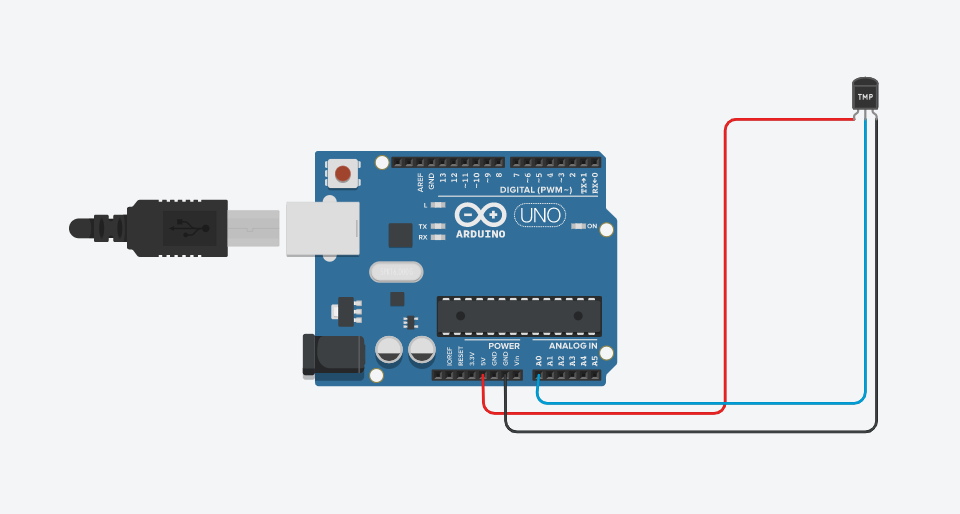 TMP
AREF
GND
13
12
~11
~10
~9
8
7
~6
~5
4
~3
2
TX→1
RX←0
DIGITAL (PWM~)
L
TX
RX
ARDUINO
UNO
ON
POWER
ANALOG IN
IOREF
RESET
3.3V
5V
GND
GND
Vin
A0
A1
A2
A3
A4
A5